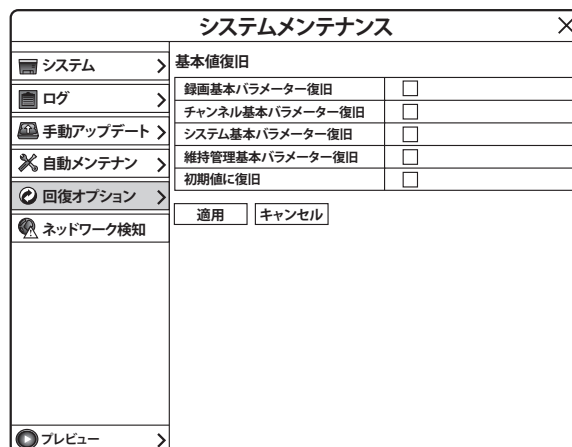 システムメンテナンス
システム
ログ
手動アップデート
自動メンテナン
回復オプション
ネッドワーク検知
プレビュー
基本値復旧
録画基本パラメーター復旧
チャンネル基本パラメーター復旧
システム基本パラメーター復旧
維持管理基本パラメーター復旧
初期値に復旧
適用
キャンセル